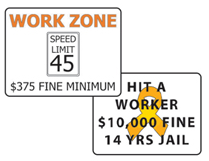 WORK ZONE
SPEED
LIMIT
45
$375 FINE MINIMUM
HIT A
WORKER
$10,000 FINE
14 YRS JAIL